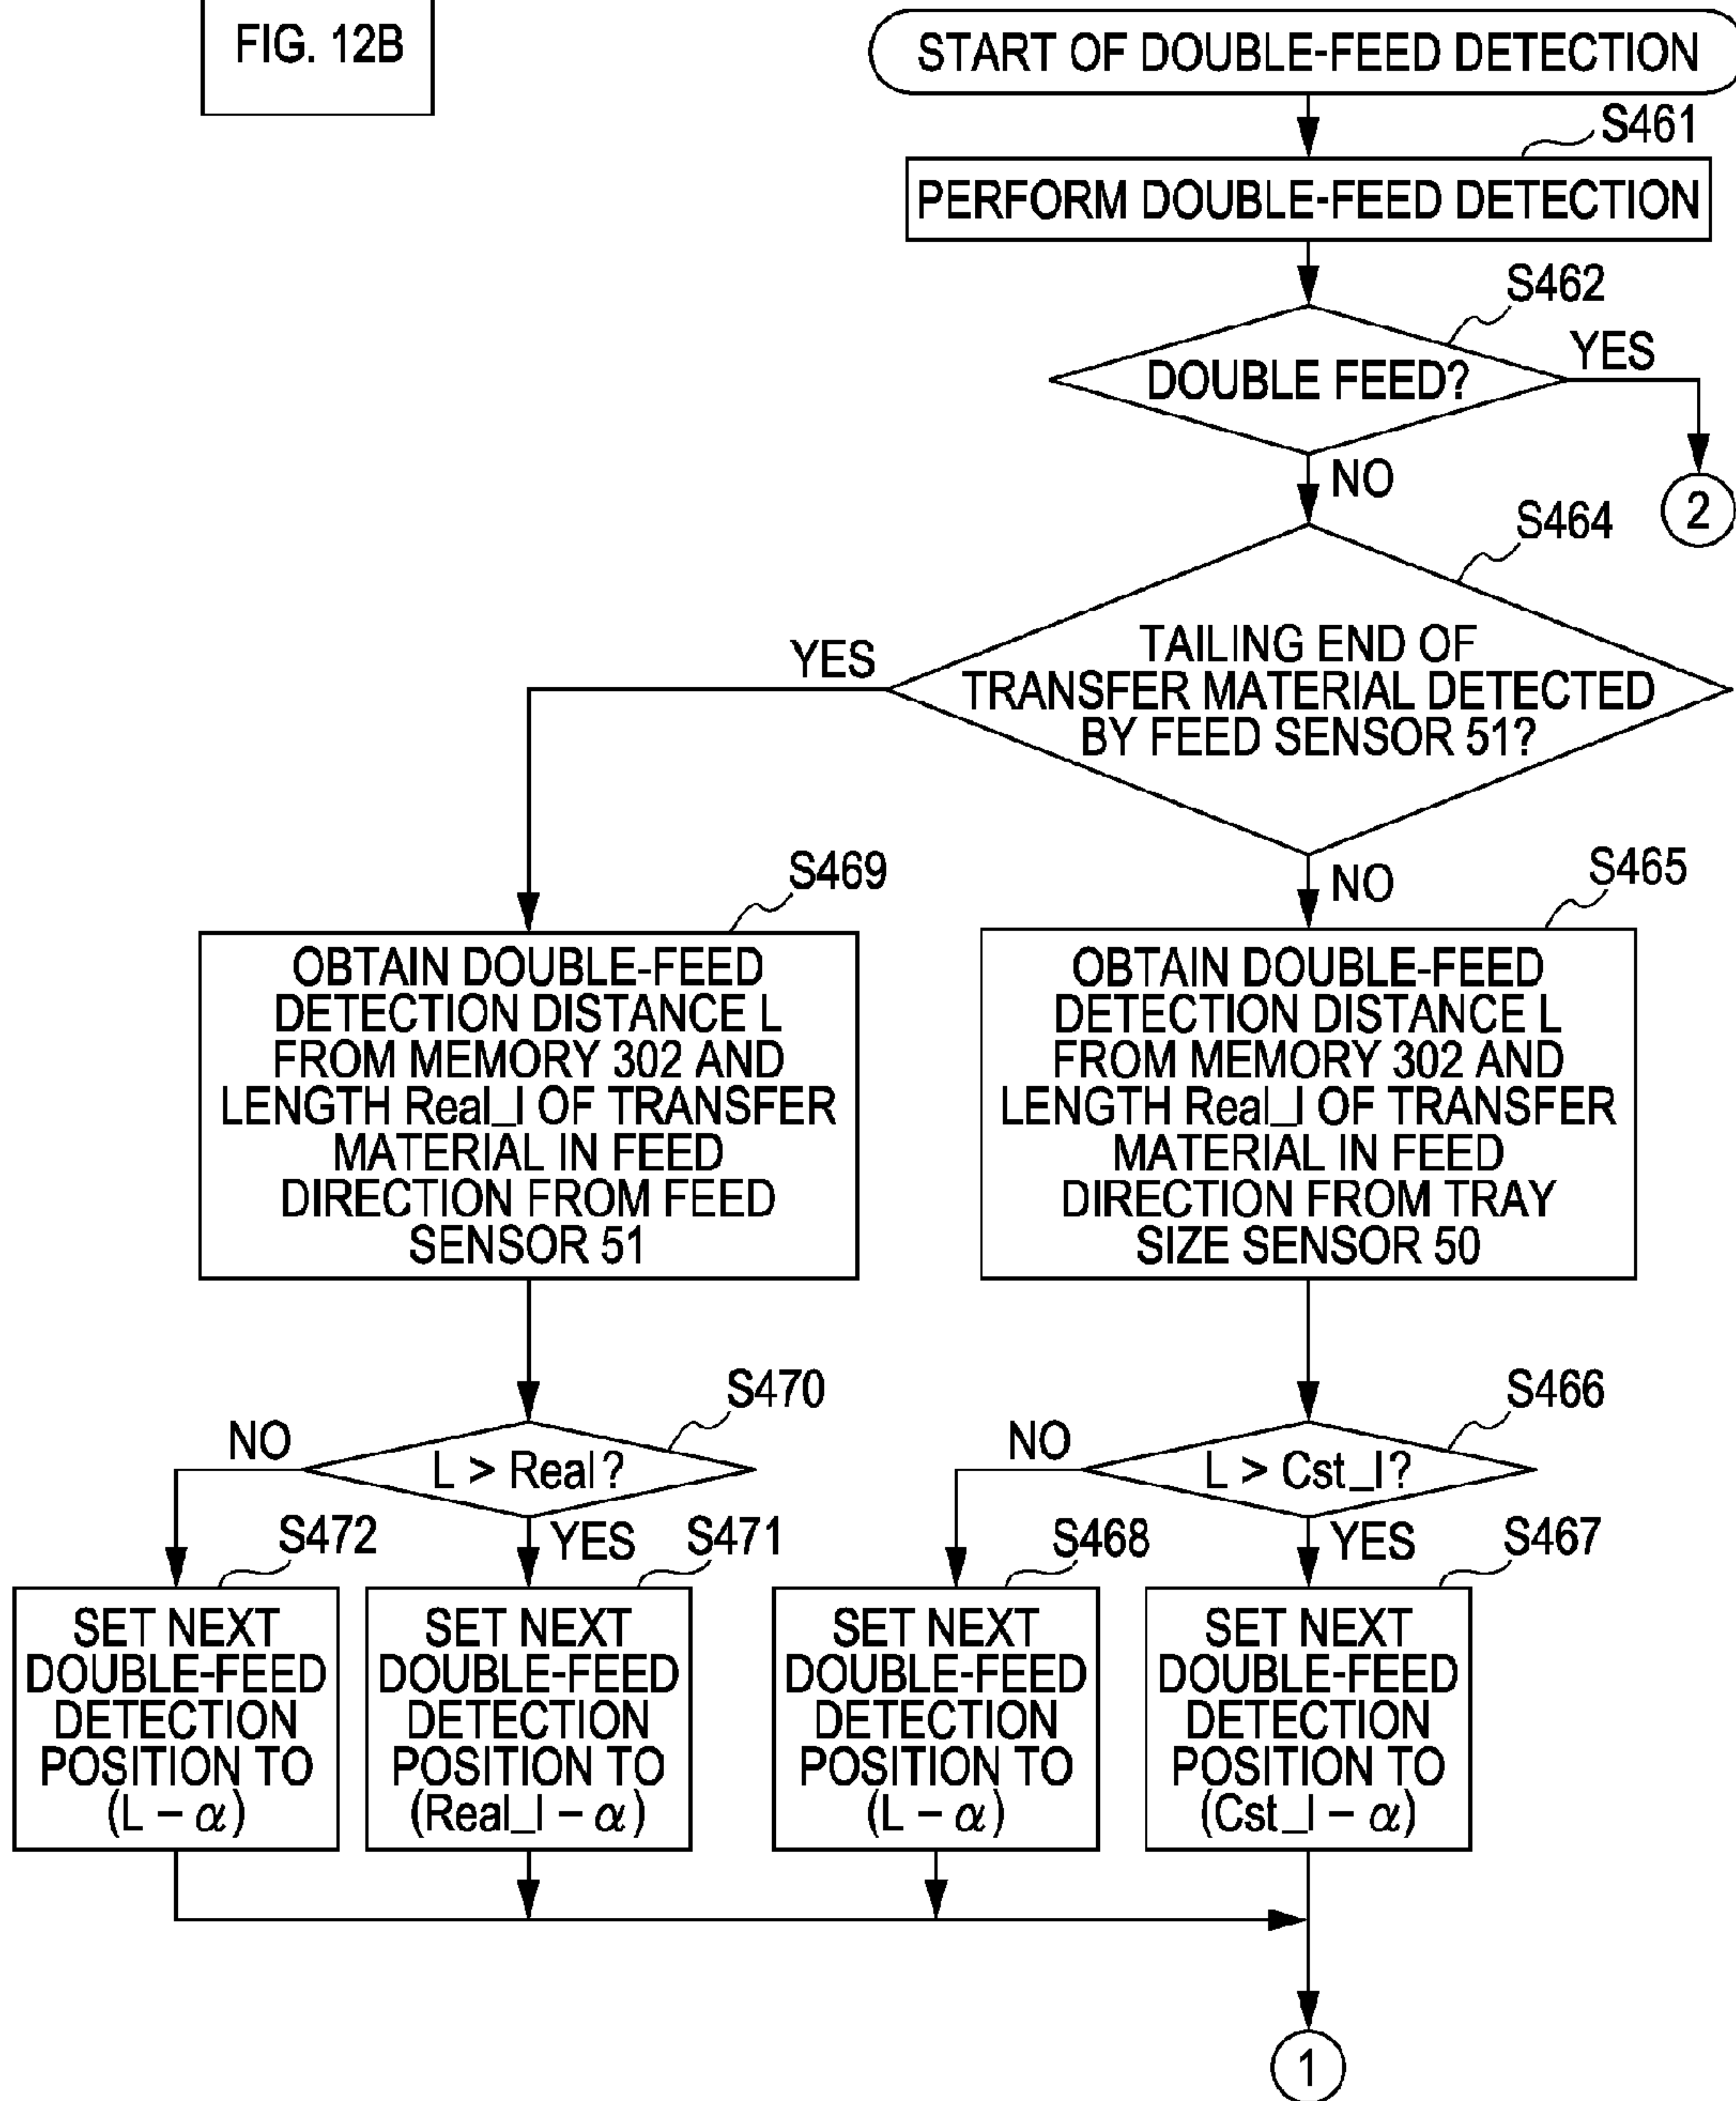 FIG. 12B
START OF DOUBLE-FEED DETECTION
S461
PERFORM DOUBLE-FEED DETECTION
S462
DOUBLE FEED?
YES
NO
2
S464
TAILING END OF
TRANSFER MATERIAL DETECTED
BY FEED SENSOR 51?
YES
NO
S469
OBTAIN DOUBLE-FEED
DETECTION DISTANCE L
FROM MEMORY 302 AND
LENGTH Real_l OF TRANSFER
MATERIAL IN FEED
DIRECTION FROM FEED
SENSOR 51
S465
OBTAIN DOUBLE-FEED
DETECTION DISTANCE L
FROM MEMORY 302 AND
LENGTH Real_l OF TRANSFER
MATERIAL IN FEED
DIRECTION FROM TRAY
SIZE SENSOR 50
S470
L > Real?
NO
YES
S466
L > Cst_l?
NO
YES
S472
SET NEXT
DOUBLE-FEED
DETECTION
POSITION TO
(L – α)
S471
SET NEXT
DOUBLE-FEED
DETECTION
POSITION TO
(Real_l – α)
S468
SET NEXT
DOUBLE-FEED
DETECTION
POSITION TO
(L – α)
S467
SET NEXT
DOUBLE-FEED
DETECTION
POSITION TO
(Cst_l – α)
1